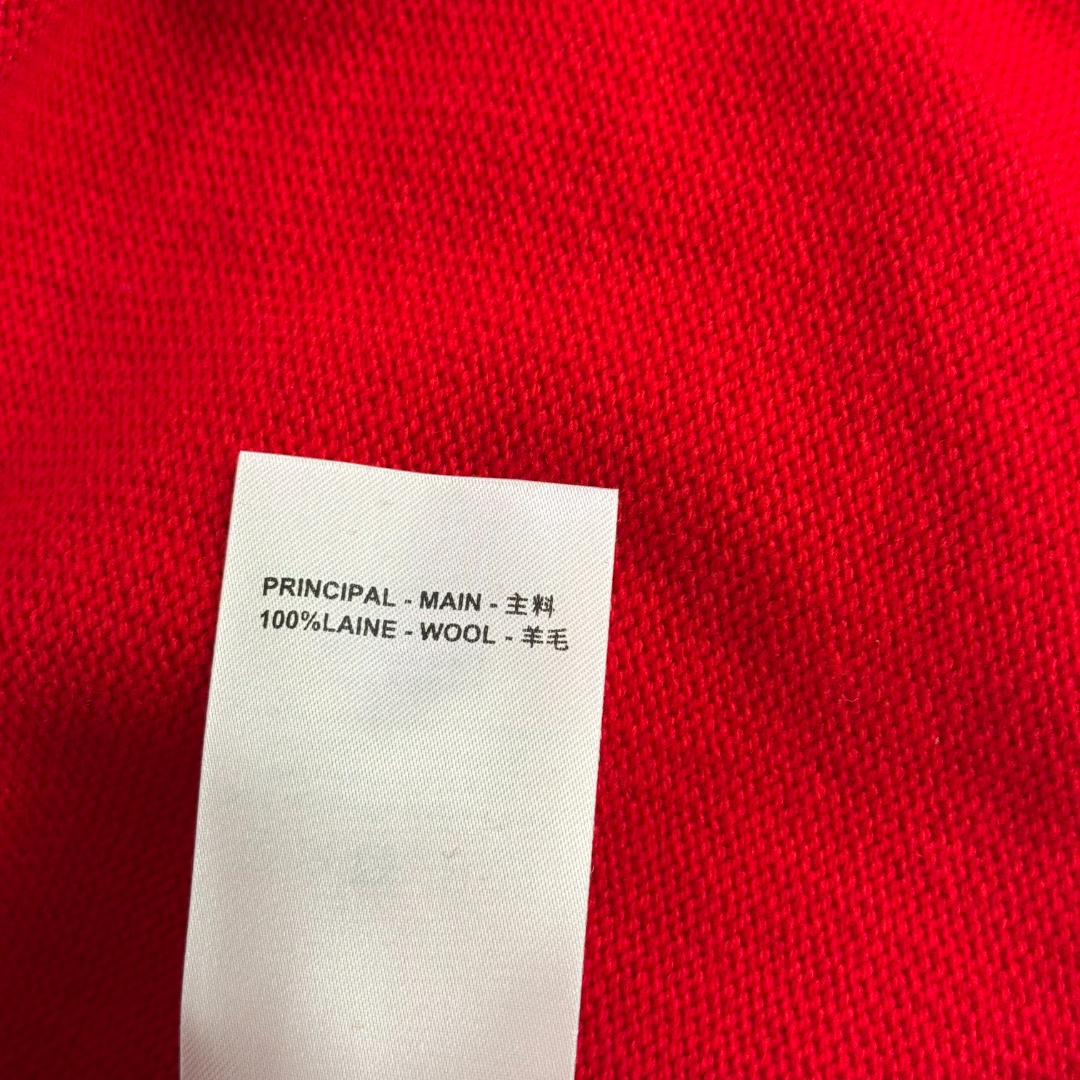 PRINCIPAL - MAIN - 主料
100%LAINE - WOOL - 羊毛